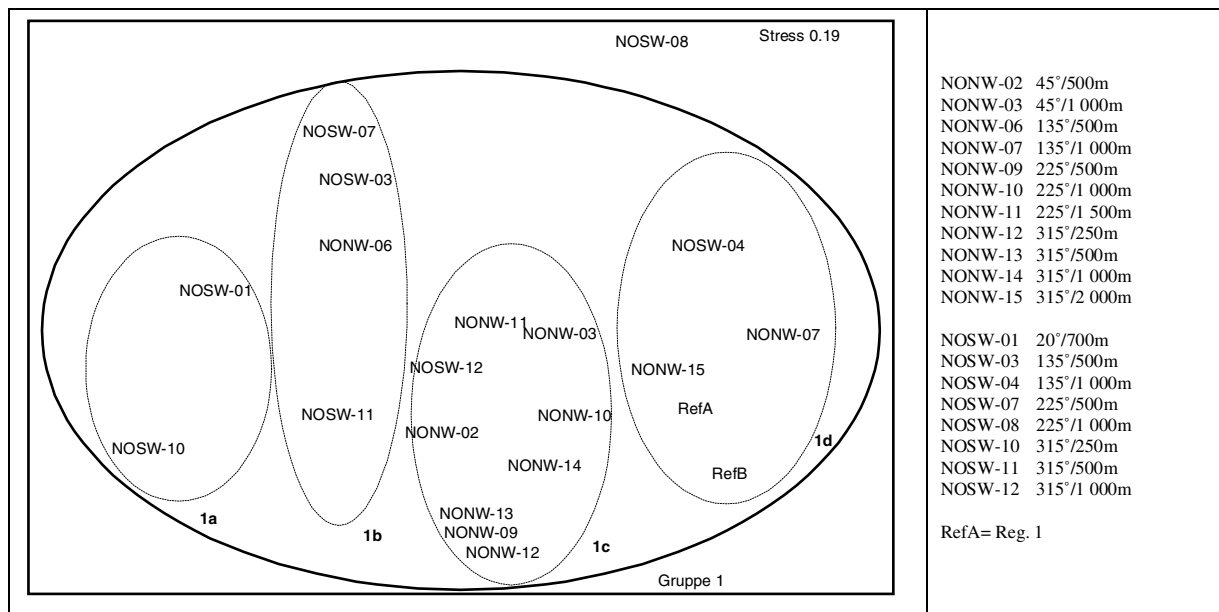 NOSW-08
Stress 0.19
NOSW-07
NOSW-03
NONW-06
NOSW-04
NOSW-01
NONW-11
NONW-03
NONW-07
NOSW-12
NONW-15
NOSW-11
NONW-10
RefA
NONW-02
1d
NOSW-10
NONW-14
RefB
NONW-13
1a
NONW-09
1b
NONW-12
1c
Gruppe 1
NONW-02 45˚/500m
NONW-03 45˚/1 000m
NONW-06 135˚/500m
NONW-07 135˚/1 000m
NONW-09 225˚/500m
NONW-10 225˚/1 000m
NONW-11 225˚/1 500m
NONW-12 315˚/250m
NONW-13 315˚/500m
NONW-14 315˚/1 000m
NONW-15 315˚/2 000m
NOSW-01 20˚/700m
NOSW-03 135˚/500m
NOSW-04 135˚/1 000m
NOSW-07 225˚/500m
NOSW-08 225˚/1 000m
NOSW-10 315˚/250m
NOSW-11 315˚/500m
NOSW-12 315˚/1 000m
RefA= Reg. 1